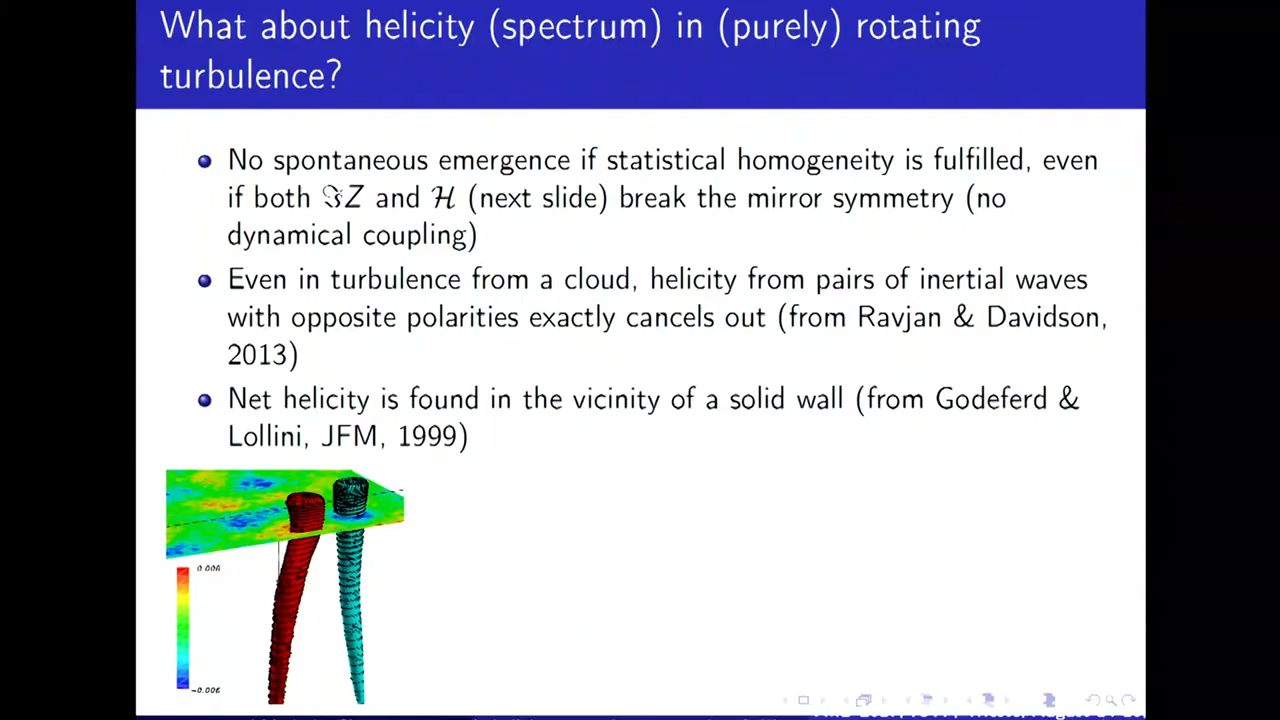 What about helicity (spectrum) in (purely) rotating
turbulence?
No spontaneous emergence if statistical homogeneity is fulfilled, even
if both ℑZ and ℋ (next slide) break the mirror symmetry (no
dynamical coupling)
Even in turbulence from a cloud, helicity from pairs of inertial waves
with opposite polarities exactly cancels out (from Ravjan & Davidson,
2013)
Net helicity is found in the vicinity of a solid wall (from Godeferd &
Lollini, JFM, 1999)
0.006
-0.006